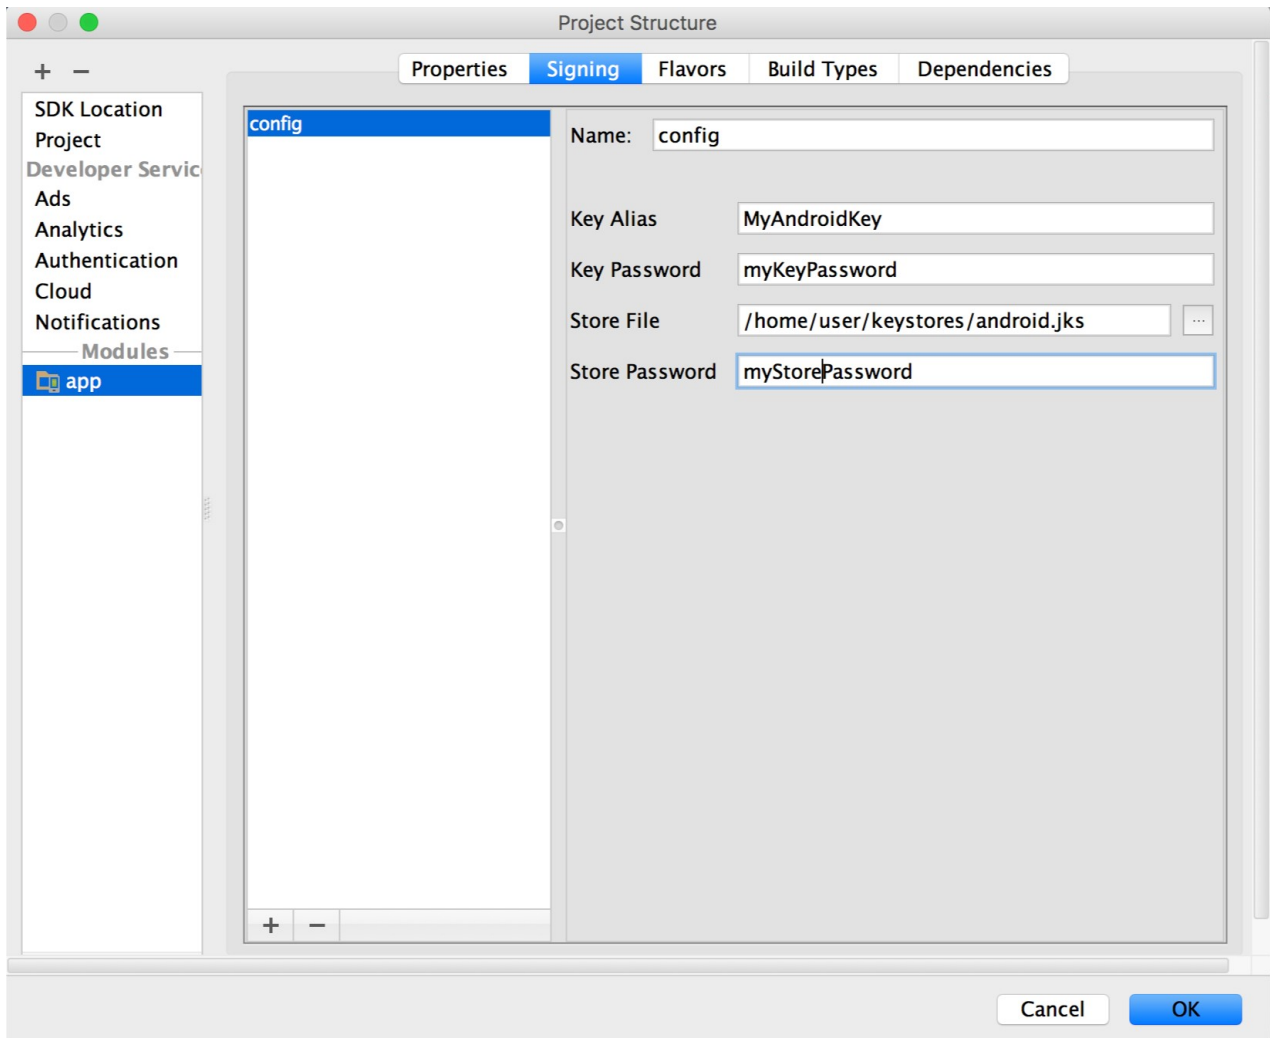 Project Structure
+ −
Properties Signing Flavors Build Types Dependencies
SDK Location
Project
Developer Servic
Ads
Analytics
Authentication
Cloud
Notifications
Modules
app
config
+ −
Name: config
Key Alias MyAndroidKey
Key Password myKeyPassword
Store File /home/user/keystores/android.jks ...
Store Password myStorePassword
Cancel OK